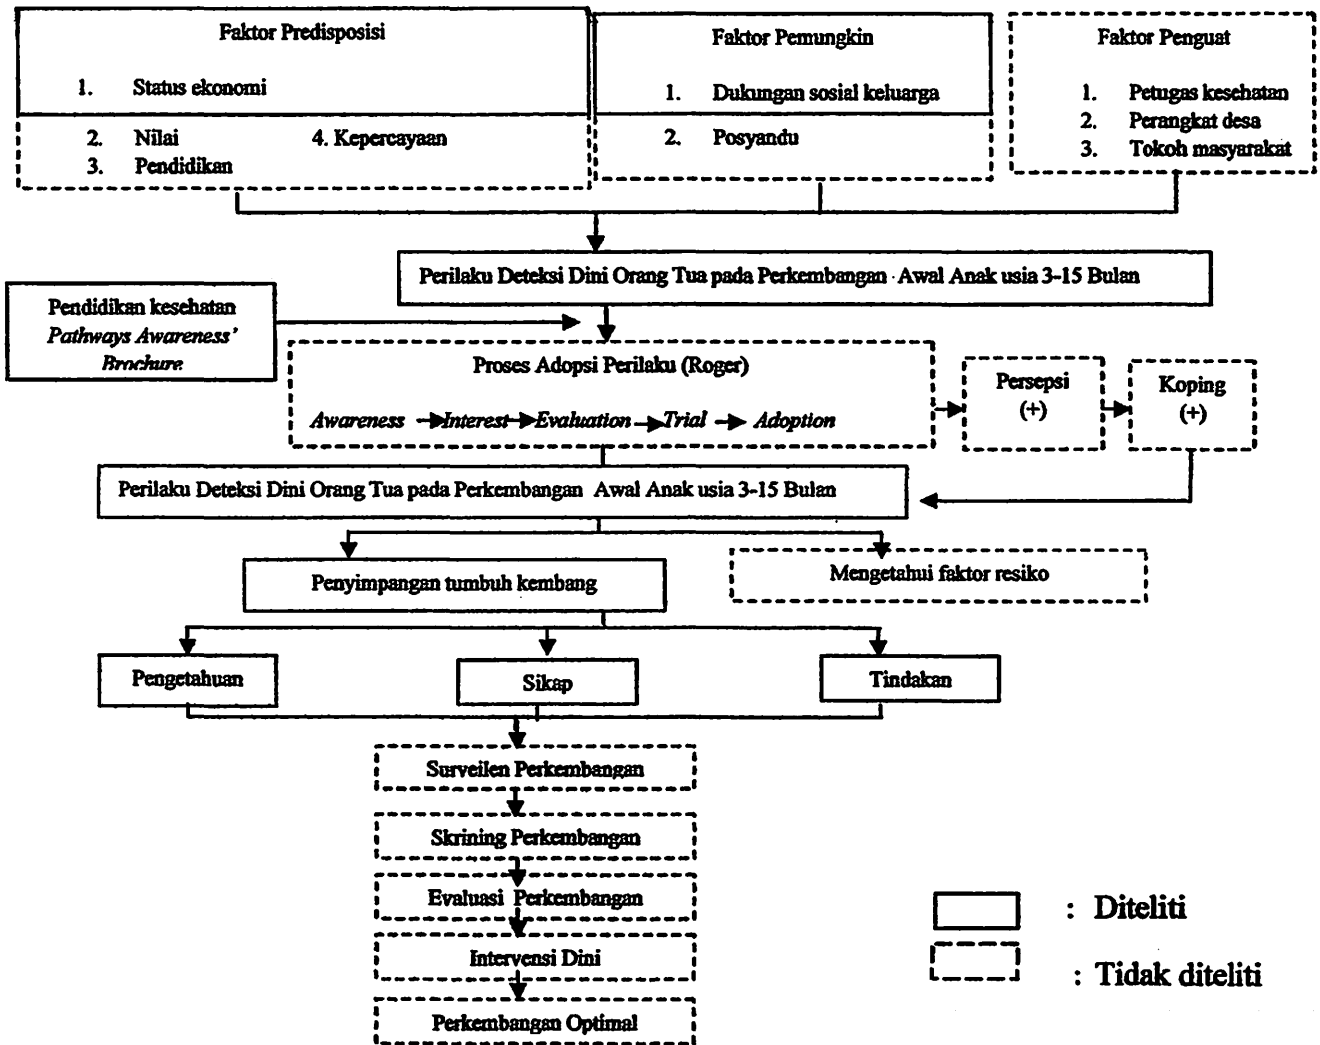 Faktor Predisposisi
1. Status ekonomi
2. Nilai 4. Kepercayaan
3. Pendidikan
Faktor Pemungkin
1. Dukungan sosial keluarga
2. Posyandu
Faktor Penguat
1. Petugas kesehatan
2. Perangkat desa
3. Tokoh masyarakat
Perilaku Deteksi Dini Orang Tua pada Perkembangan Awal Anak usia 3-15 Bulan
Pendidikan kesehatan
Pathways Awareness'
Brochure
Proses Adopsi Perilaku (Roger)
Awareness Interest Evaluation Trial Adoption
Persepsi
(+)
Koping
(+)
Perilaku Deteksi Dini Orang Tua pada Perkembangan Awal Anak usia 3-15 Bulan
Penyimpangan tumbuh kembang
Mengetahui faktor resiko
Pengetahuan
Sikap
Tindakan
Surveilen Perkembangan
Skrining Perkembangan
Evaluasi Perkembangan
Intervensi Dini
Perkembangan Optimal
: Diteliti
: Tidak diteliti